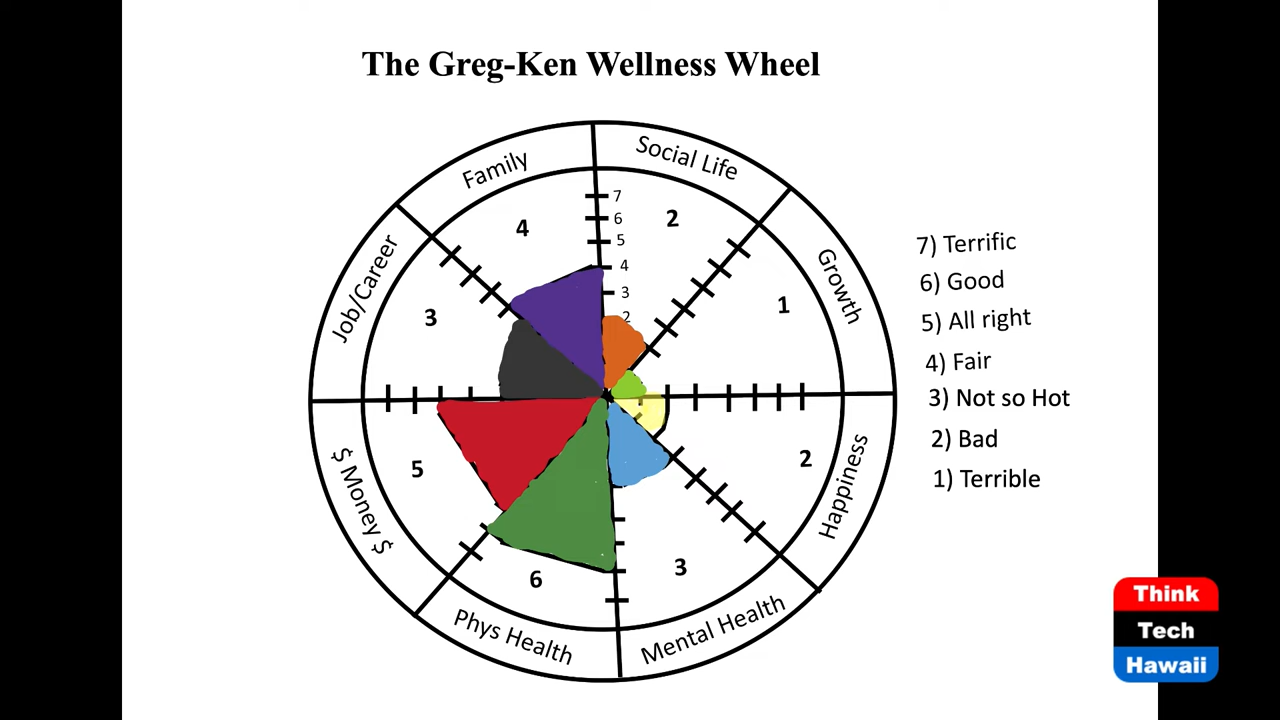 The Greg-Ken Wellness Wheel
Social Life
Growth
Happiness
Mental Health
Phys Health
$ Money $
Job/Career
Family
7
6
5
4
3
2
2
1
2
3
6
5
3
4
7) Terrific
6) Good
5) All right
4) Fair
3) Not so Hot
2) Bad
1) Terrible
Think
Tech
Hawaii